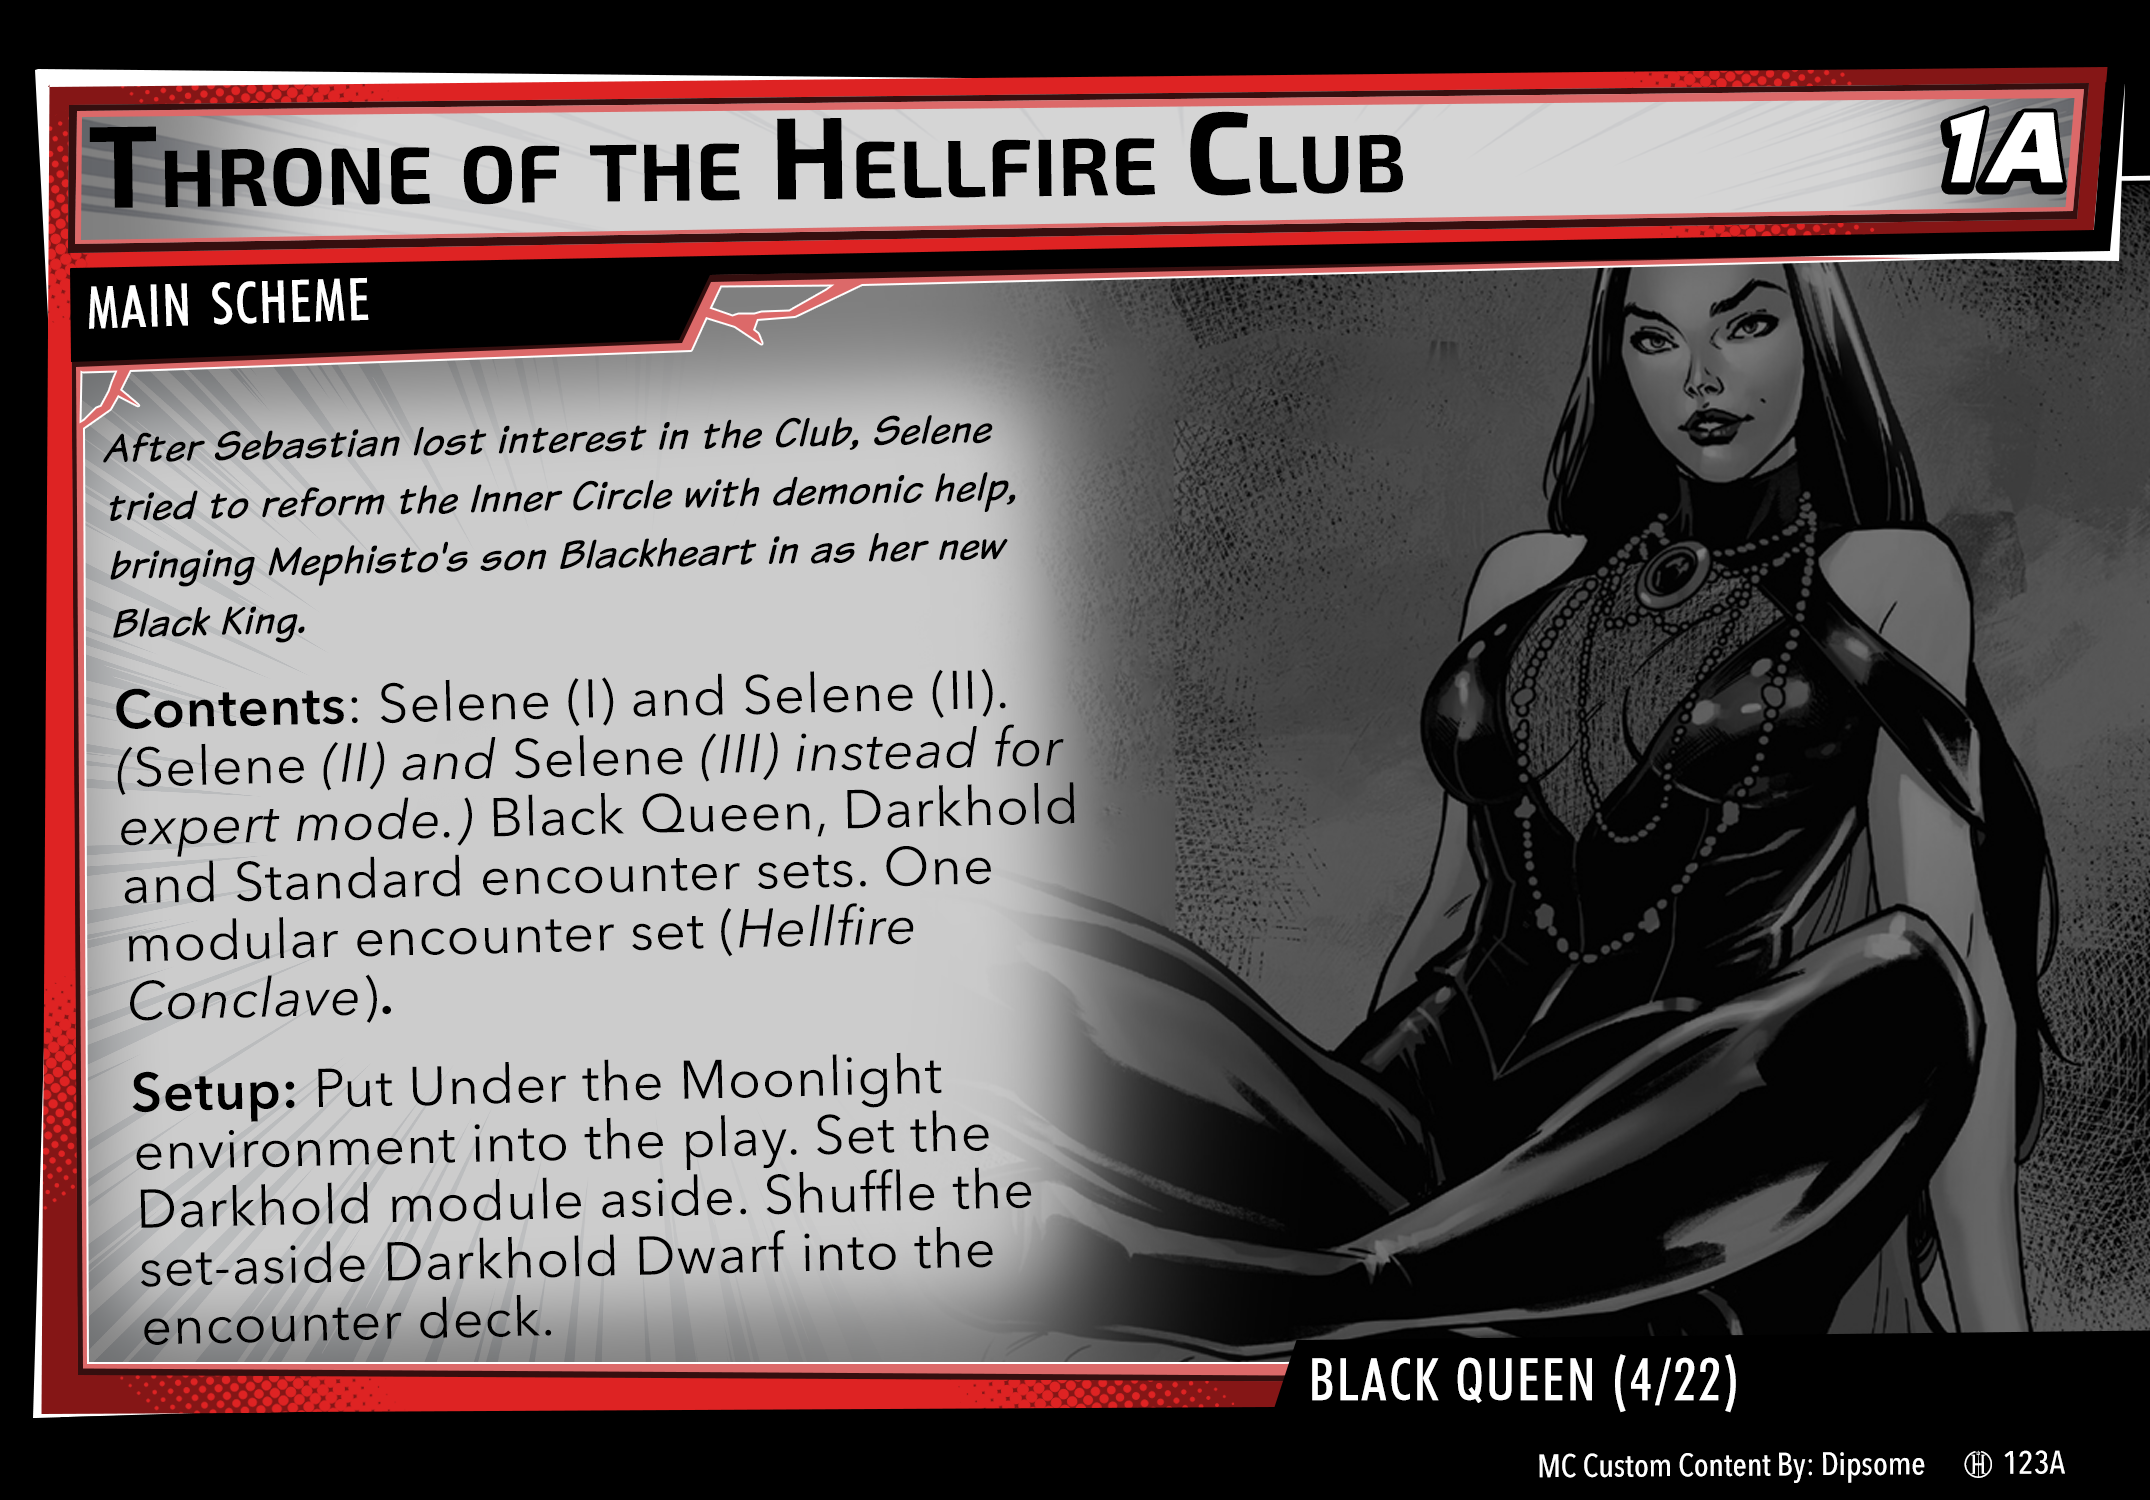 Throne of the Hellfire Club
1A
MAIN SCHEME
After Sebastian lost interest in the Club, Selene
tried to reform the Inner Circle with demonic help,
bringing Mephisto's son Blackheart in as her new
Black King.
Contents: Selene (I) and Selene (II).
(Selene (II) and Selene (III) instead for
expert mode.) Black Queen, Darkhold
and Standard encounter sets. One
modular encounter set (Hellfire
Conclave).
Setup: Put Under the Moonlight
environment into the play. Set the
Darkhold module aside. Shuffle the
set-aside Darkhold Dwarf into the
encounter deck.
BLACK QUEEN (4/22)
MC Custom Content By: Dipsome 123A